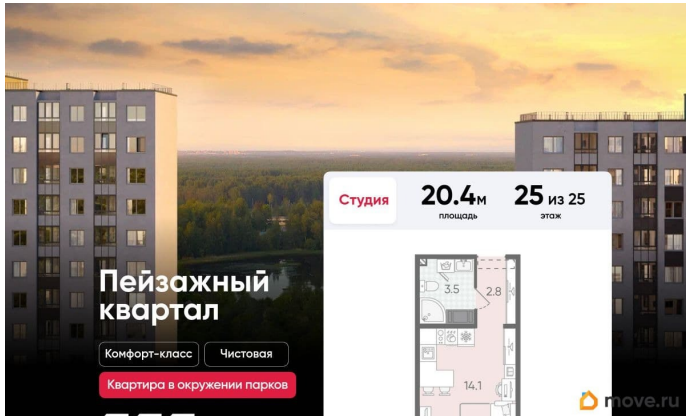 Студия
20.4м
площадь
25 из 25
этаж
3.5
2.8
14.1
Пейзажный
квартал
Комфорт-класс
Чистовая
Квартира в окружении парков
move.ru